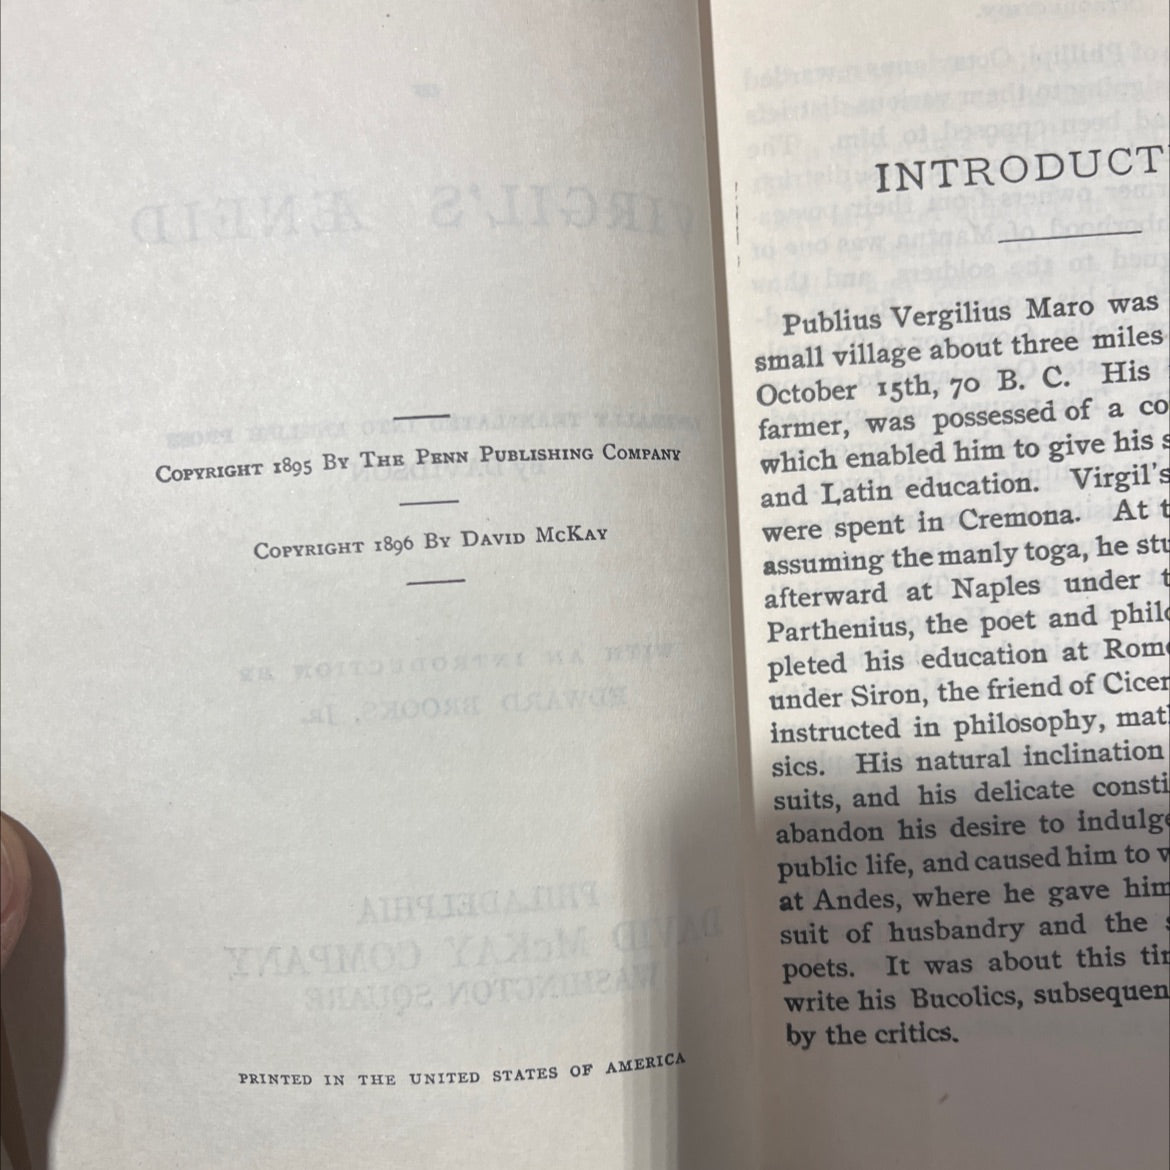 COPYRIGHT 1895 BY THE PENN PUBLISHING COMPANY
COPYRIGHT 1896 BY DAVID MCKAY
PRINTED IN THE UNITED STATES OF AMERICA
INTRODUCT
Publius Vergilius Maro was
small village about three miles
October 15th, 70 B. C. His
farmer, was possessed of a co
which enabled him to give his s
and Latin education. Virgil's
were spent in Cremona. At t
assuming the manly toga, he stu
afterward at Naples under t
Parthenius, the poet and philo
pleted his education at Rome
under Siron, the friend of Cicer
instructed in philosophy, mat
sics. His natural inclination
suits, and his delicate consti
abandon his desire to indulge
public life, and caused him to
at Andes, where he gave him
suit of husbandry and the s
poets. It was about this tim
write his Bucolics, subsequen
by the critics.